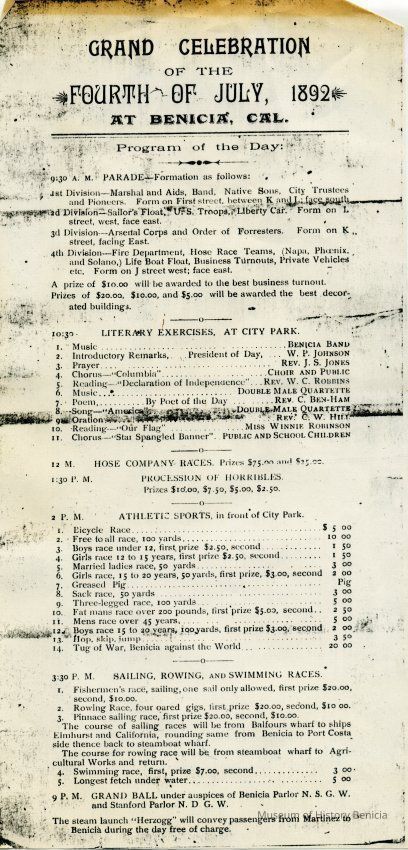 GRAND CELEBRATION
OF THE
FOURTH OF JULY, 1892
AT BENICIA, CAL.
Program of the Day:
9:30 A. M. PARADE—Formation as follows:
1st Division—Marshal and Aids, Band, Native Sons, City Trustees
and Pioneers. Form on First street, between K and L; face south
2d Division—Sailor's Float, U. S. Troops, Liberty Car. Form on L
street, west, face east.
3d Division—Arsenal Corps and Order of Forresters. Form on K
street, facing East.
4th Division—Fire Department, Hose Race Teams, (Napa, Phœnix,
and Solano,) Life Boat Float, Business Turnouts, Private Vehicles
etc. Form on J street west; face east.
A prize of $10.00 will be awarded to the best business turnout.
Prizes of $20.00, $10.00, and $5.00 will be awarded the best decor-
ated buildings.
10:30 LITERARY EXERCISES, AT CITY PARK.
1. Music BENICIA BAND
2. Introductory Remarks, President of Day, W. P. JOHNSON
3. Prayer REV. J. S. JONES
4. Chorus—"Columbia" CHOIR AND PUBLIC
5. Reading—"Declaration of Independence" REV. W. C. ROBBINS
6. Music DOUBLE MALE QUARTETTE
7. Poem, By Poet of the Day REV. C. BEN-HAM
8. Song—"America" DOUBLE MALE QUARTETTE
9. Oration REV. C. W. HILL
10. Reading—"Our Flag" MISS WINNIE ROBINSON
11. Chorus—"Star Spangled Banner" PUBLIC AND SCHOOL CHILDREN
12 M. HOSE COMPANY RACES. Prizes $75.00 and $25.00.
1:30 P. M. PROCESSION OF HORRIBLES.
Prizes $10.00, $7.50, $5.00, $2.50.
2 P. M. ATHLETIC SPORTS, in front of City Park.
1. Bicycle Race $ 5 00
2. Free to all race, 100 yards 10 00
3. Boys race under 12, first prize $2.50, second 1 50
4. Girls race 12 to 15 years, first prize $2.50, second 1 50
5. Married ladies race, 50 yards 3 00
6. Girls race, 15 to 20 years, 50 yards, first prize, $3.00, second 2 00
7. Greased Pig Pig
8. Sack race, 50 yards 3 00
9. Three-legged race, 100 yards 5 00
10. Fat mans race over 200 pounds, first prize $5.00, second 2 50
11. Mens race over 45 years, 5 00
12. Boys race 15 to 20 years, 100 yards, first prize $3.00, second 2 00
13. Hop, skip, jump 3 50
14. Tug of War, Benicia against the World 20 00
3:30 P. M. SAILING, ROWING, AND SWIMMING RACES.
1. Fishermen's race, sailing, one sail only allowed, first prize $20.00,
second, $10.00.
2. Rowing Race, four oared gigs, first prize $20.00, second, $10 00.
3. Pinnace sailing race, first prize $20.00, second, $10.00.
The course of sailing races will be from Balfours wharf to ships
Elmhurst and California, rounding same from Benicia to Port Costa
side thence back to steamboat wharf.
The course for rowing race will be from steamboat wharf to Agri-
cultural Works and return.
4. Swimming race, first, prize $7.00, second 3 00
5. Longest fetch under water 5 00
9 P. M. GRAND BALL under auspices of Benicia Parlor N. S. G. W.
and Stanford Parlor N. D. G. W.
The steam launch "Herzogg" will convey passengers from Martinez to
Benicia during the day free of charge.
Museum of History Benicia